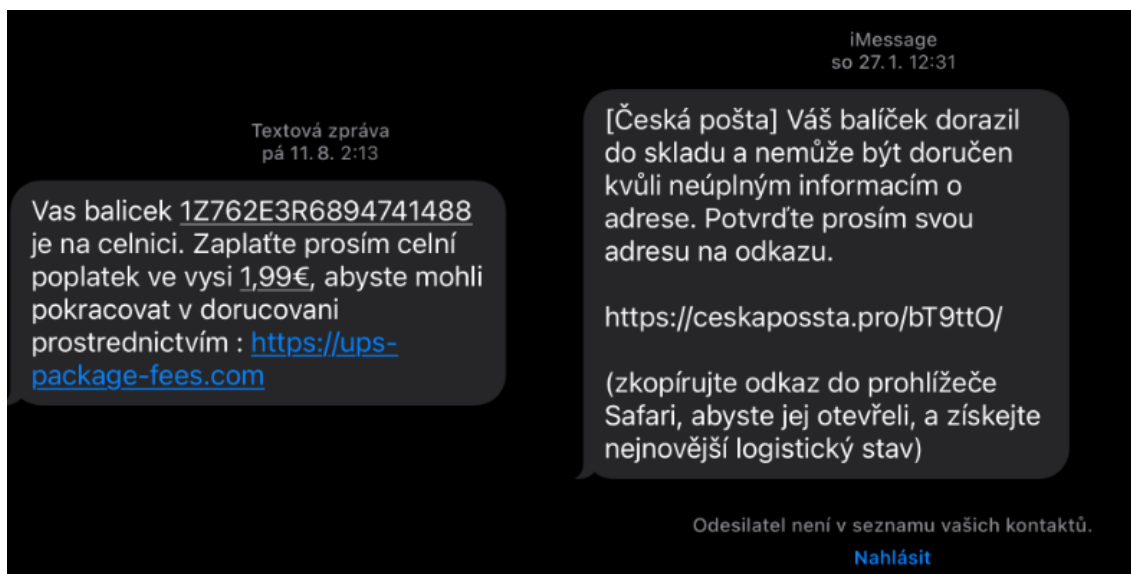 Textová zpráva
pá 11. 8. 2:13
Vas balicek 1Z762E3R6894741488
je na celnici. Zaplaťte prosím celní
poplatek ve vysi 1,99€, abyste mohli
pokracovat v dorucovani
prostrednictvím : https://ups-
package-fees.com
iMessage
so 27. 1. 12:31
[Česká pošta] Váš balíček dorazil
do skladu a nemůže být doručen
kvůli neúplným informacím o
adrese. Potvrďte prosím svou
adresu na odkazu.
https://ceskapossta.pro/bT9ttO/
(zkopírujte odkaz do prohlížeče
Safari, abyste jej otevřeli, a získejte
nejnovější logistický stav)
Odesilatel není v seznamu vašich kontaktů.
Nahlásit